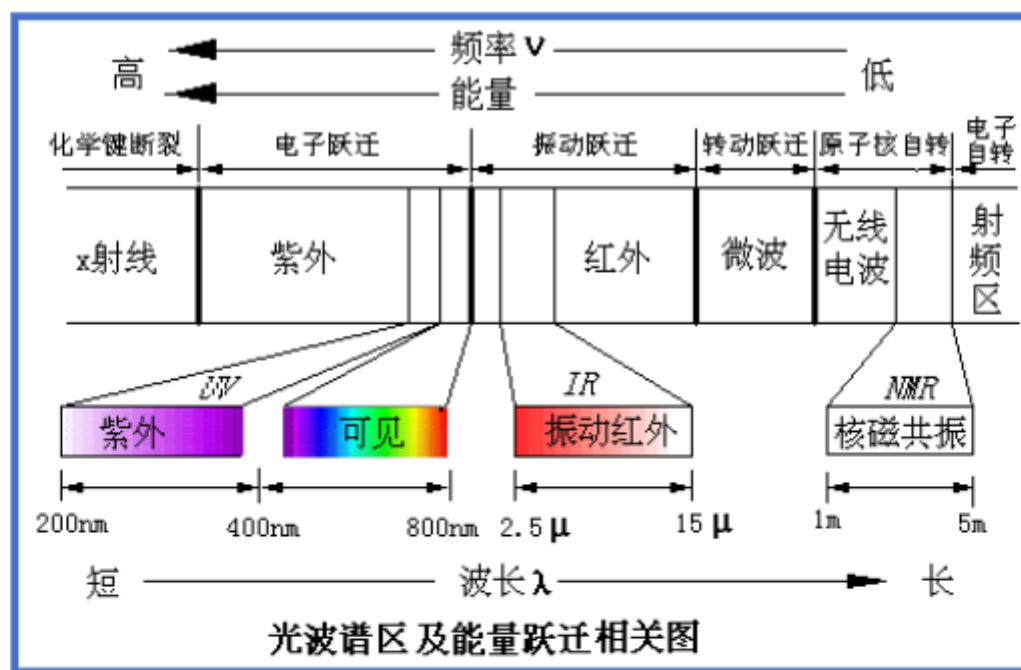 频率ν
高 低
能量
化学键断裂 电子跃迁 振动跃迁 转动跃迁 原子核自转 电子自转
x射线 紫外 红外 微波 无线电波 射频区
UV IR NMR
紫外 可见 振动红外 核磁共振
200nm 400nm 800nm 2.5μ 15μ 1m 5m
短 波长λ 长
光波谱区及能量跃迁相关图